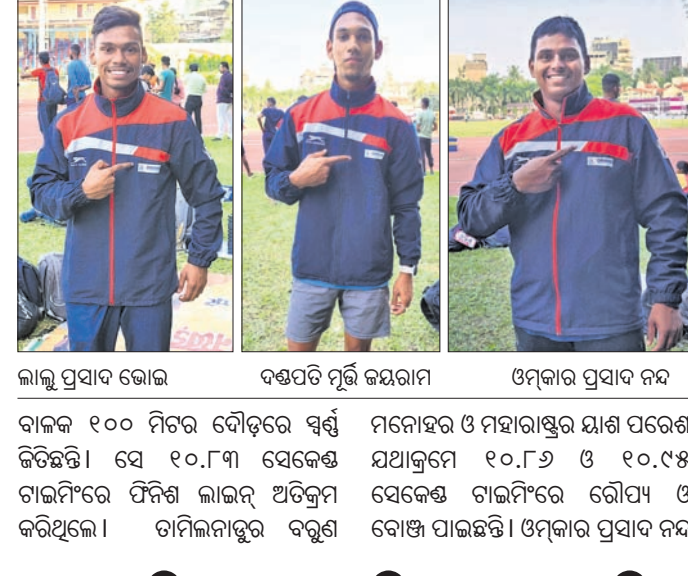 ଲାଲୁ ପ୍ରସାଦ ଭୋଇ
ଦଣ୍ଡପତି ମୂର୍ତ୍ତି ଜୟରାମ
ଓମ୍‌କାର ପ୍ରସାଦ ନନ୍ଦ
ବାଳକ ୧୦୦ ମିଟର ଦୌଡ଼ରେ ସ୍ବର୍ଣ୍ଣ
ଜିତିଛନ୍ତି। ସେ ୧୦.୮୩ ସେକେଣ୍ଡ
ଟାଇମିଂରେ ଫିନିଶ ଲାଇନ୍ ଅତିକ୍ରମ
କରିଥିଲେ। ତାମିଲନାଡୁର ବରୁଣ
ମନୋହର ଓ ମହାରାଷ୍ଟ୍ରର ୟାଶ ପରେଶ
ଯଥାକ୍ରମେ ୧୦.୮୬ ଓ ୧୦.୯୫
ସେକେଣ୍ଡ ଟାଇମିଂରେ ରୌପ୍ୟ ଓ
ବ୍ରୋଞ୍ଜ ପାଇଛନ୍ତି। ଓମ୍‌କାର ପ୍ରସାଦ ନନ୍ଦ